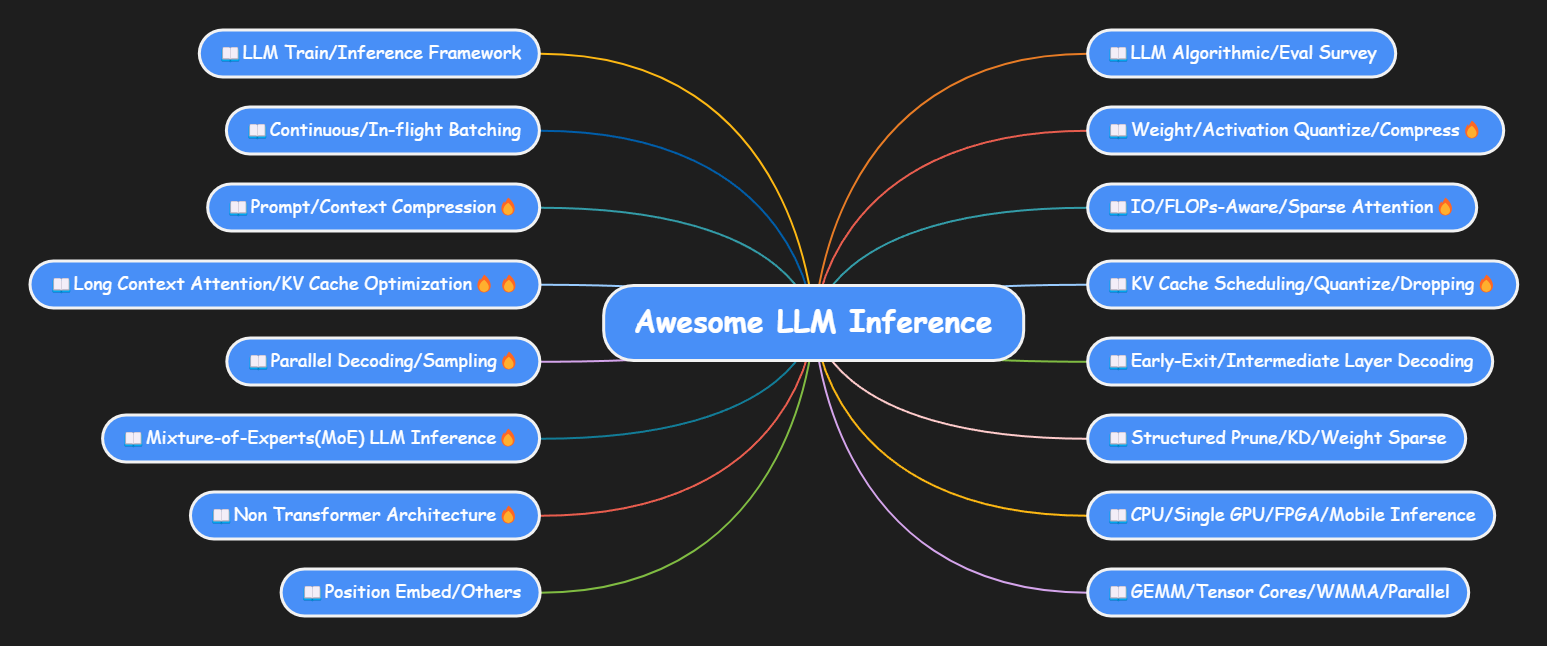 📖LLM Train/Inference Framework
📖Continuous/In-flight Batching
📖Prompt/Context Compression🔥
📖Long Context Attention/KV Cache Optimization🔥🔥
📖Parallel Decoding/Sampling🔥
📖Mixture-of-Experts(MoE) LLM Inference🔥
📖Non Transformer Architecture🔥
📖Position Embed/Others
Awesome LLM Inference
📖LLM Algorithmic/Eval Survey
📖Weight/Activation Quantize/Compress🔥
📖IO/FLOPs-Aware/Sparse Attention🔥
📖KV Cache Scheduling/Quantize/Dropping🔥
📖Early-Exit/Intermediate Layer Decoding
📖Structured Prune/KD/Weight Sparse
📖CPU/Single GPU/FPGA/Mobile Inference
📖GEMM/Tensor Cores/WMMA/Parallel